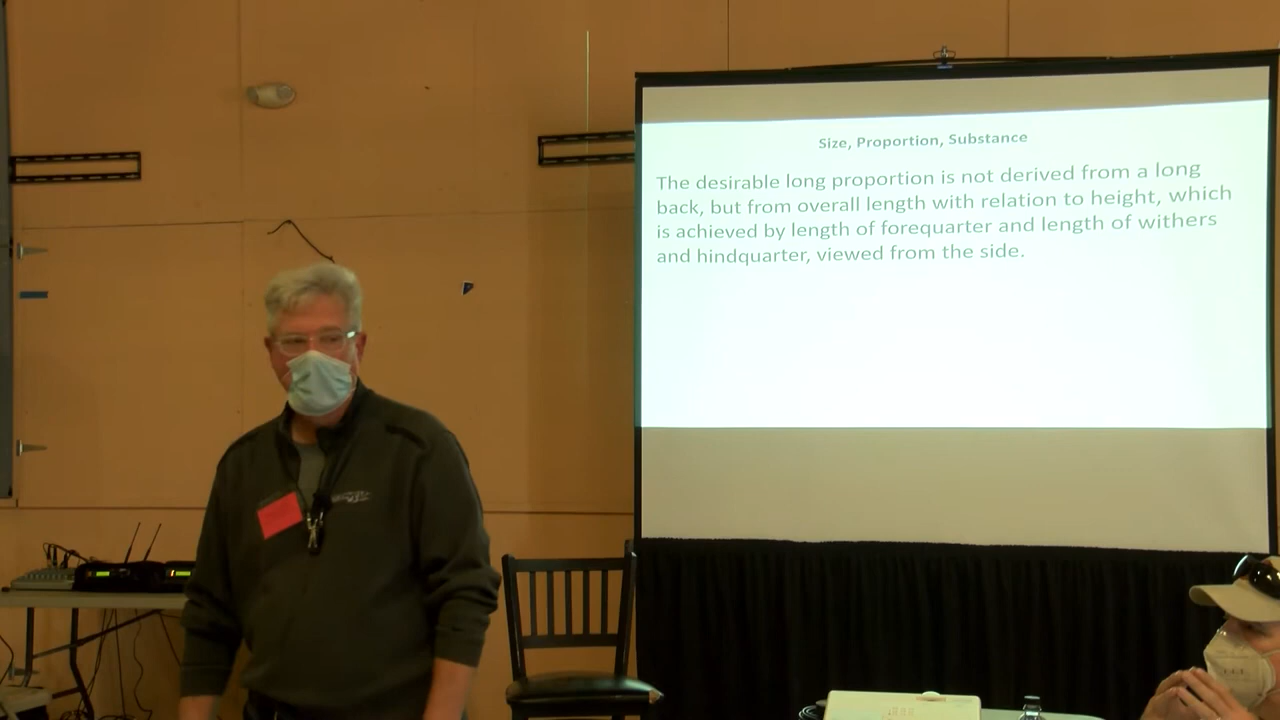 Size, Proportion, Substance
The desirable long proportion is not derived from a long
back, but from overall length with relation to height, which
is achieved by length of forequarter and length of withers
and hindquarter, viewed from the side.